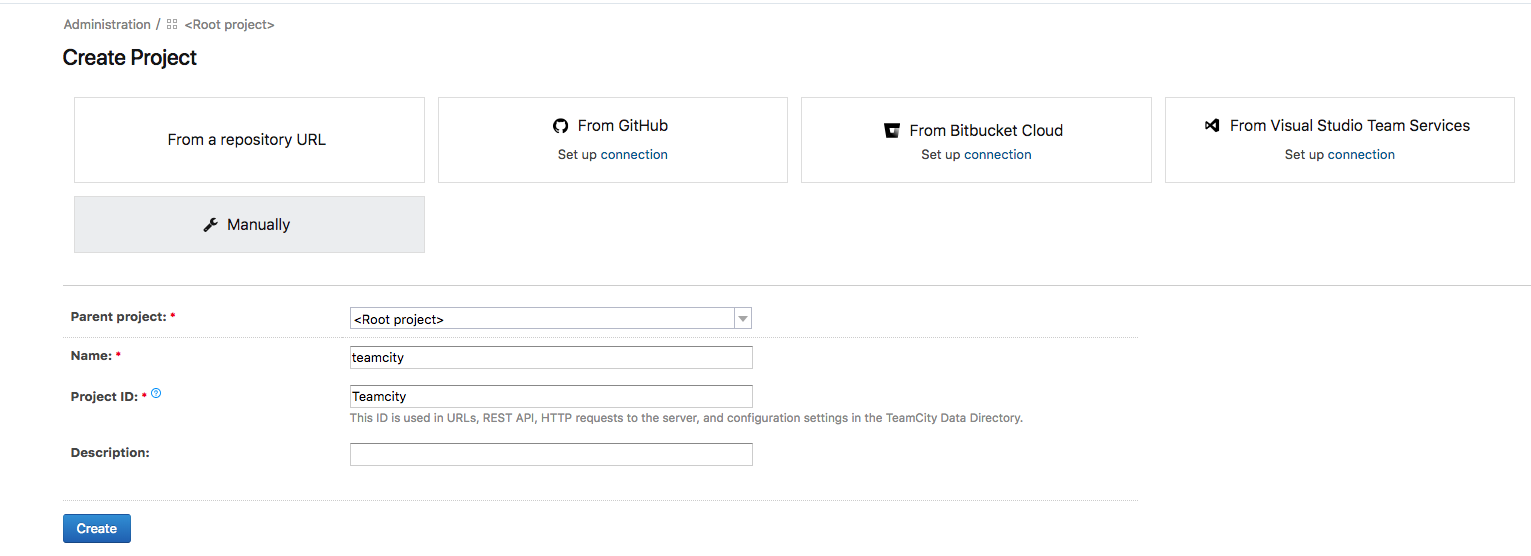 Administration / <Root project>
Create Project
From a repository URL
From GitHub
Set up connection
From Bitbucket Cloud
Set up connection
From Visual Studio Team Services
Set up connection
Manually
Parent project: * <Root project>
Name: * teamcity
Project ID: * ? Teamcity
This ID is used in URLs, REST API, HTTP requests to the server, and configuration settings in the TeamCity Data Directory.
Description:
Create